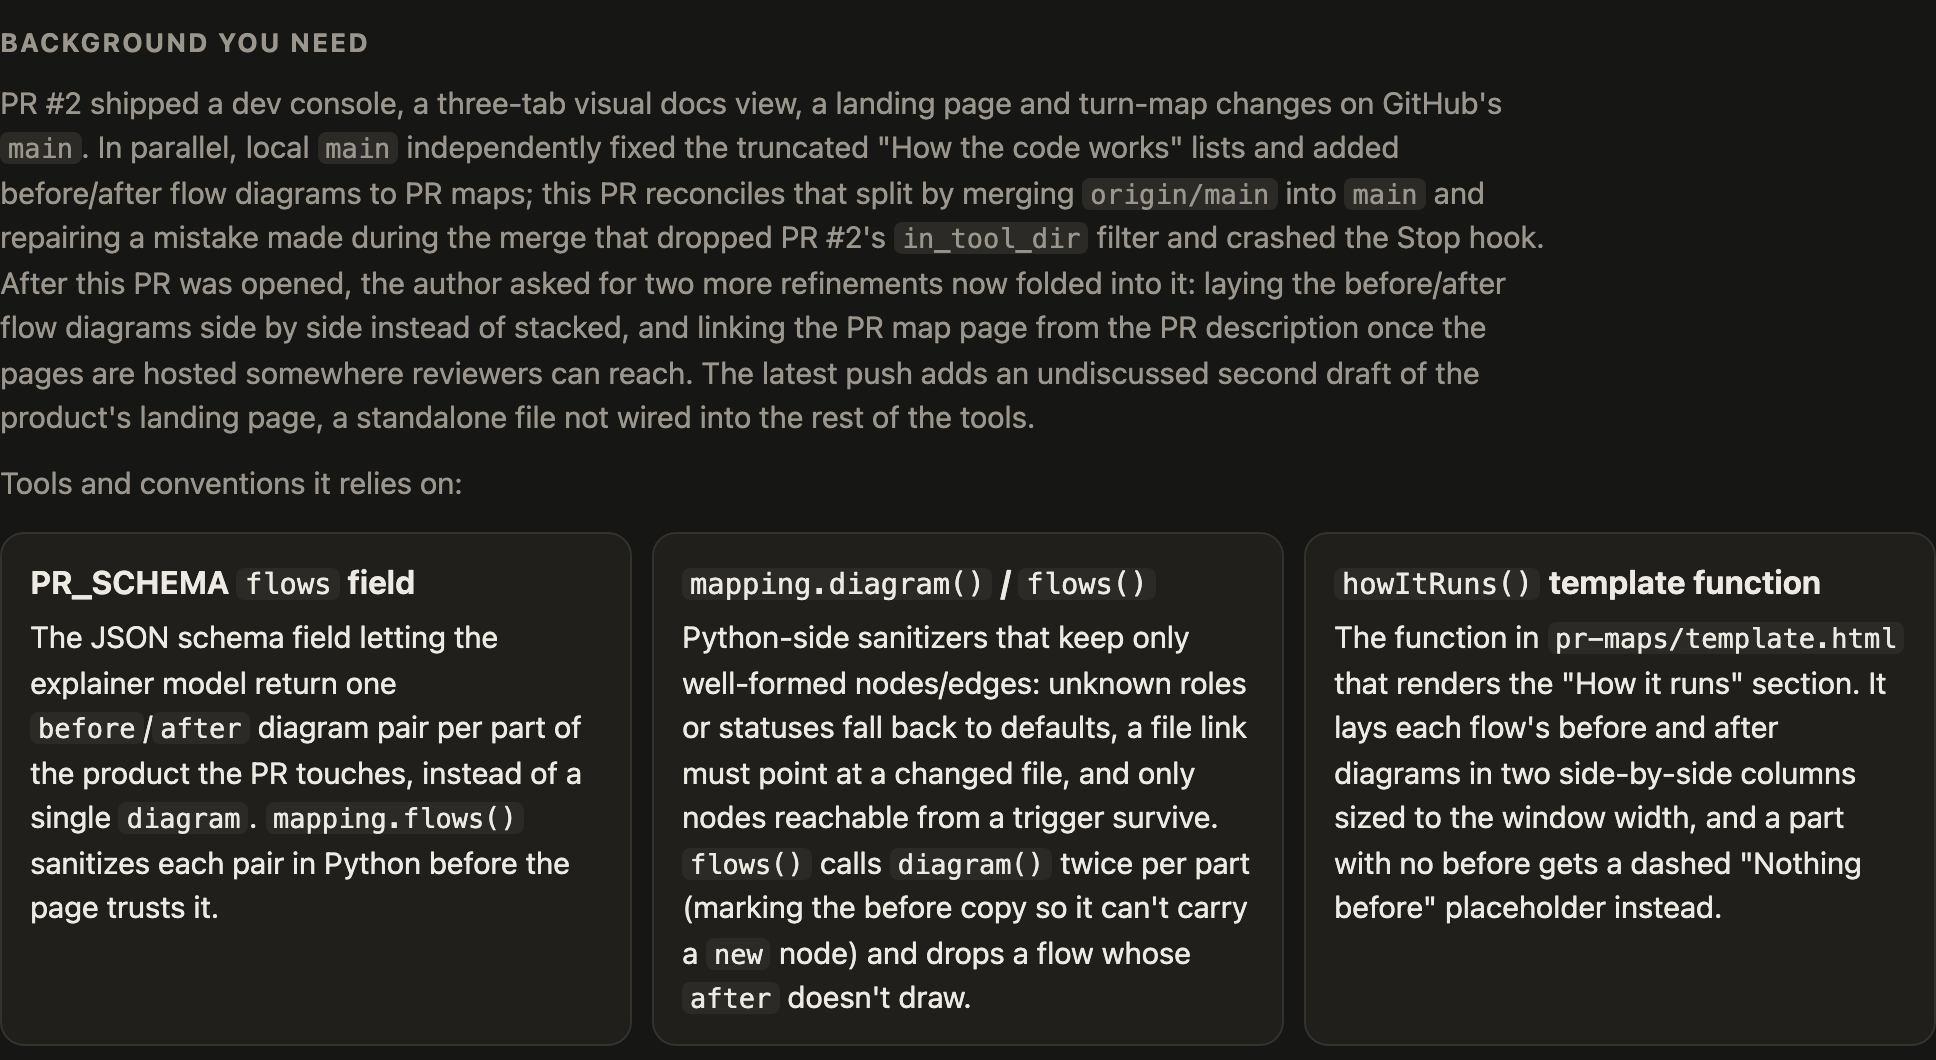 BACKGROUND YOU NEED
PR #2 shipped a dev console, a three-tab visual docs view, a landing page and turn-map changes on GitHub's
main. In parallel, local main independently fixed the truncated "How the code works" lists and added
before/after flow diagrams to PR maps; this PR reconciles that split by merging origin/main into main and
repairing a mistake made during the merge that dropped PR #2's in_tool_dir filter and crashed the Stop hook.
After this PR was opened, the author asked for two more refinements now folded into it: laying the before/after
flow diagrams side by side instead of stacked, and linking the PR map page from the PR description once the
pages are hosted somewhere reviewers can reach. The latest push adds an undiscussed second draft of the
product's landing page, a standalone file not wired into the rest of the tools.
Tools and conventions it relies on:
PR_SCHEMA flows field
The JSON schema field letting the
explainer model return one
before/after diagram pair per part of
the product the PR touches, instead of a
single diagram. mapping.flows()
sanitizes each pair in Python before the
page trusts it.
mapping.diagram() / flows()
Python-side sanitizers that keep only
well-formed nodes/edges: unknown roles
or statuses fall back to defaults, a file link
must point at a changed file, and only
nodes reachable from a trigger survive.
flows() calls diagram() twice per part
(marking the before copy so it can't carry
a new node) and drops a flow whose
after doesn't draw.
howItRuns() template function
The function in pr-maps/template.html
that renders the "How it runs" section. It
lays each flow's before and after
diagrams in two side-by-side columns
sized to the window width, and a part
with no before gets a dashed "Nothing
before" placeholder instead.